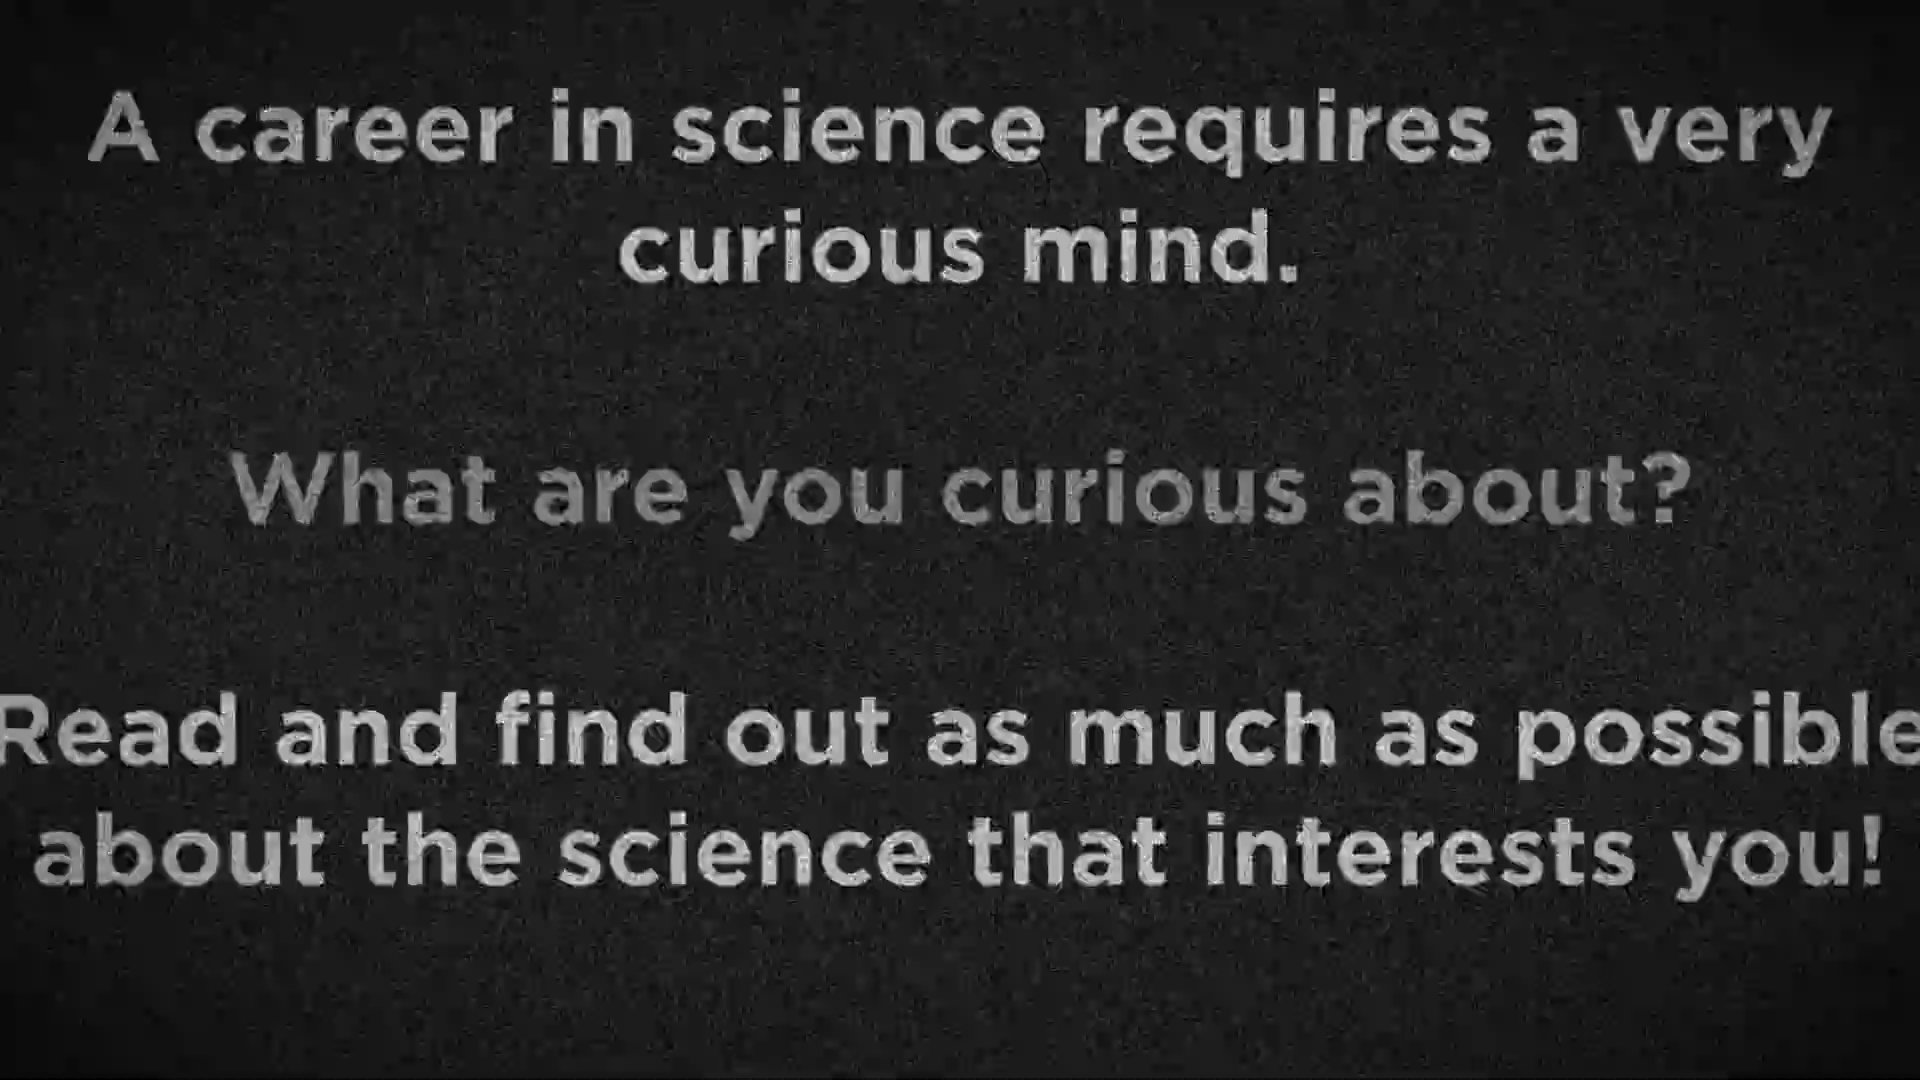 A career in science requires a very
curious mind.
What are you curious about?
Read and find out as much as possible
about the science that interests you!